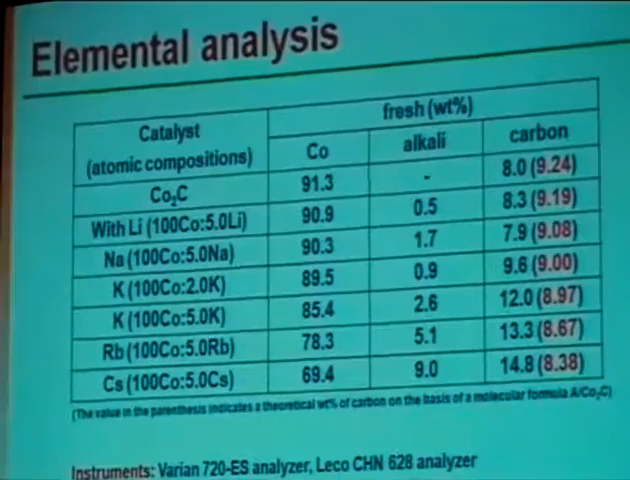 Elemental analysis
Catalyst
(atomic compositions)
fresh (wt%)
Co alkali carbon
Co₂C 91.3 - 8.0 (9.24)
With Li (100Co:5.0Li) 90.9 0.5 8.3 (9.19)
Na (100Co:5.0Na) 90.3 1.7 7.9 (9.08)
K (100Co:2.0K) 89.5 0.9 9.6 (9.00)
K (100Co:5.0K) 85.4 2.6 12.0 (8.97)
Rb (100Co:5.0Rb) 78.3 5.1 13.3 (8.67)
Cs (100Co:5.0Cs) 69.4 9.0 14.8 (8.38)
(The value in the parenthesis indicates a theoretical wt% of carbon on the basis of a molecular formula A/Co₂C)
Instruments: Varian 720-ES analyzer, Leco CHN 628 analyzer